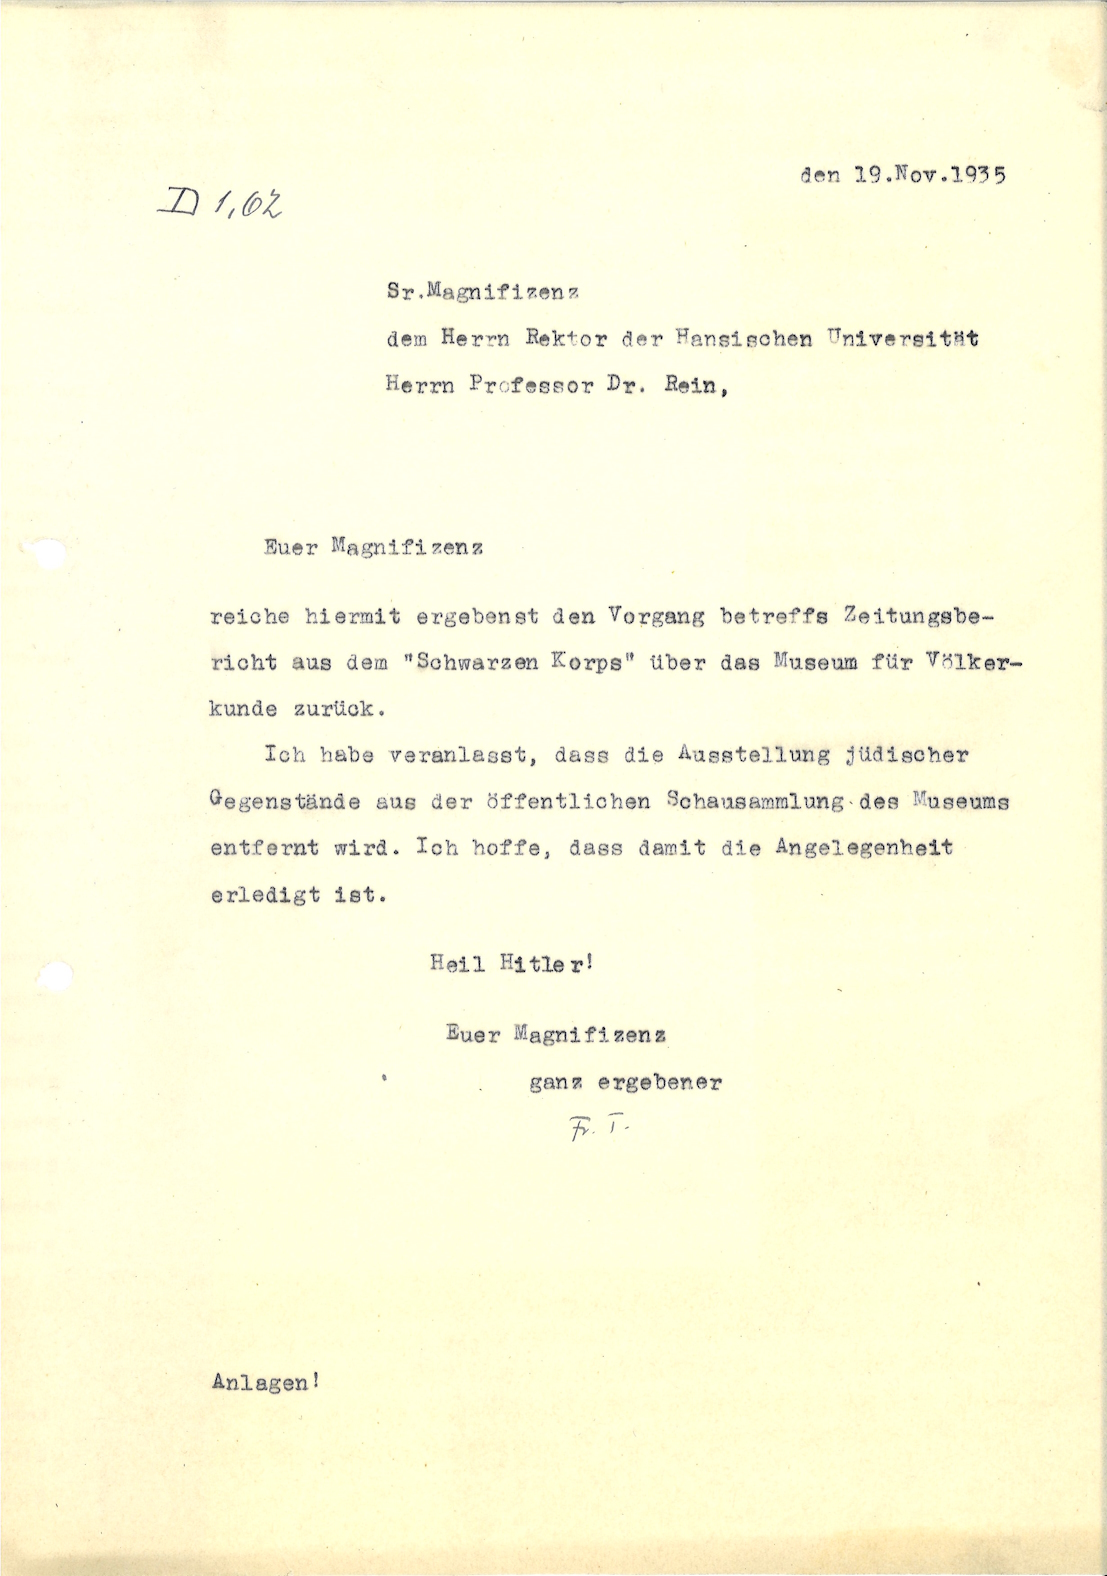 den 19.Nov.1935
D 1,62
Sr.Magnifizenz
dem Herrn Rektor der Hansischen Universität
Herrn Professor Dr. Rein,
Euer Magnifizenz
reiche hiermit ergebenst den Vorgang betreffs Zeitungsbe-
richt aus dem "Schwarzen Korps" über das Museum für Völker-
kunde zurück.
Ich habe veranlasst, dass die Ausstellung jüdischer
Gegenstände aus der öffentlichen Schausammlung des Museums
entfernt wird. Ich hoffe, dass damit die Angelegenheit
erledigt ist.
Heil Hitler!
Euer Magnifizenz
ganz ergebener
Fr. T.
Anlagen!